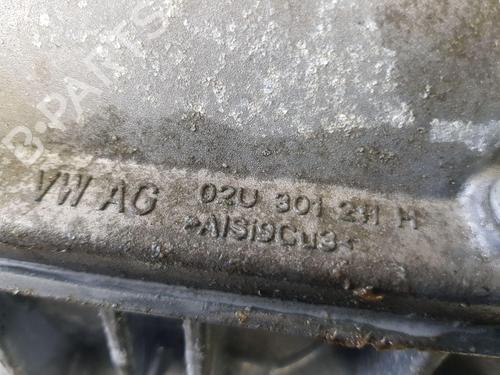 B-PARTS
VW AG 02U 301 211 H
>AlSi9Cu3<